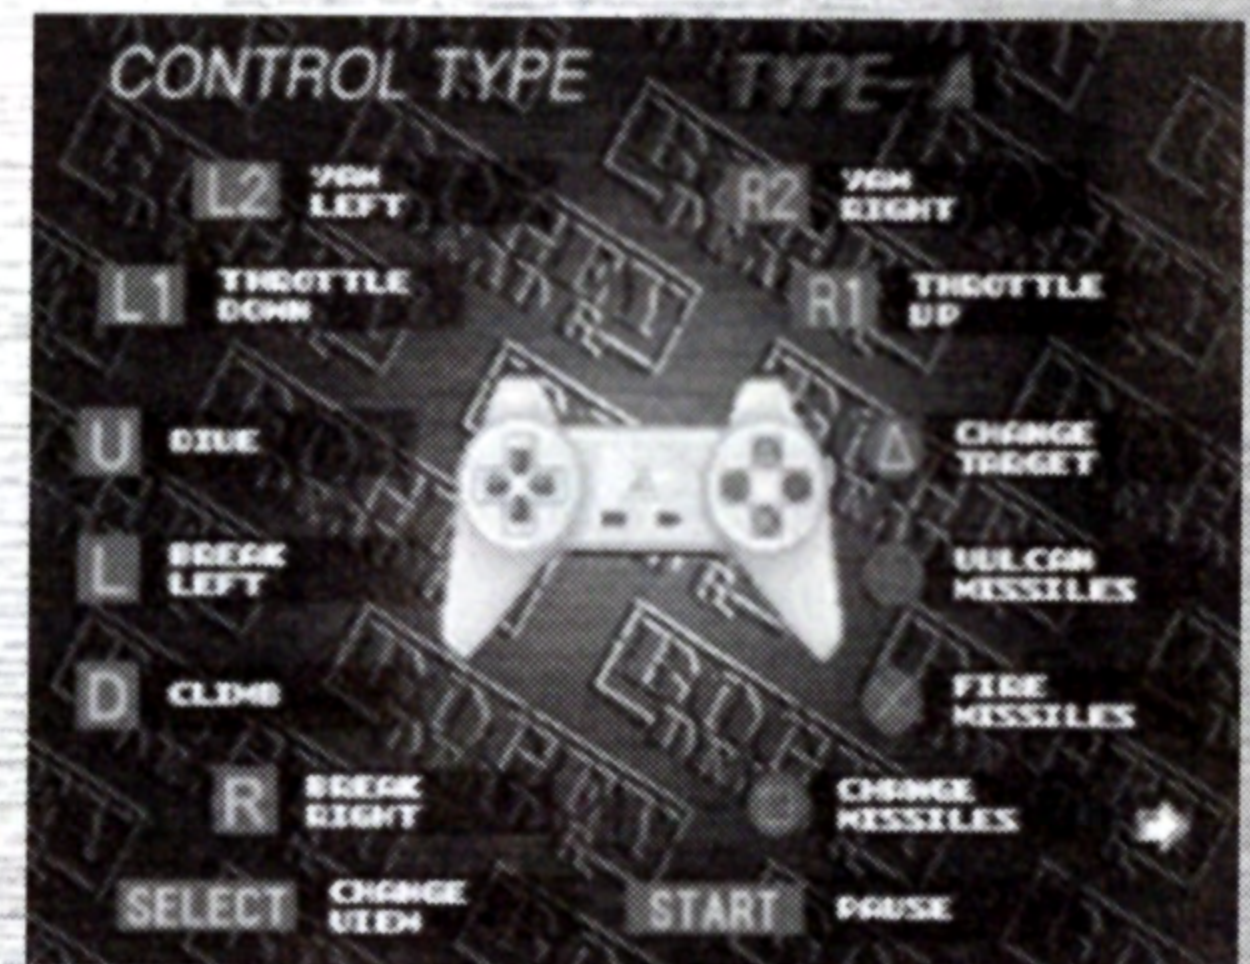 CONTROL TYPE TYPE-A
L2 YAW LEFT
R2 YAW RIGHT
L1 THROTTLE DOWN
R1 THROTTLE UP
U DIVE
△ CHANGE TARGET
L BREAK LEFT
VULCAN MISSILES
D CLIMB
FIRE MISSILES
R BREAK RIGHT
CHANGE MISSILES
SELECT CHANGE VIEW
START PAUSE